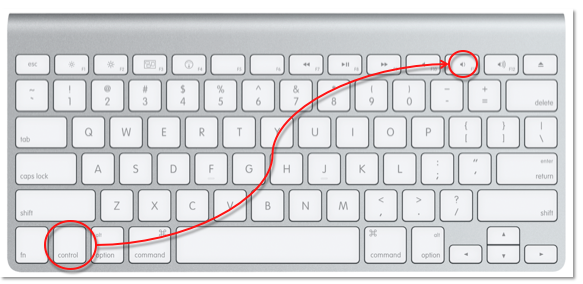 esc F1 F2 F3 F4 F5 F6 F7 F8 F9 F10 F12
~ ! @ # $ % ^ & * ( ) - +
` 1 2 3 4 5 6 7 8 9 0 = delete
tab Q W E R T Y U I O P { } |
[ ] \
caps lock A S D F G H J K L : " enter
; ' return
shift Z X C V B N M < > ? shift
, . /
alt ⌘ ⌘ alt
fn control option command command option